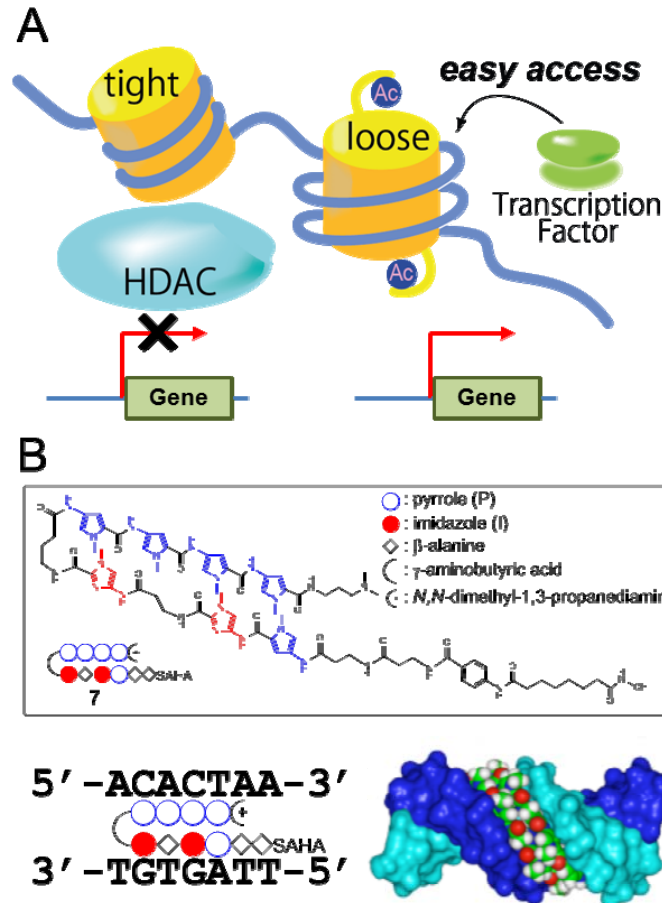 A
tight
loose
Ac
easy access
Transcription
Factor
HDAC
Ac
Gene
Gene
B
: pyrrole (P)
: imidazole (I)
: β-alanine
: γ-aminobutyric acid
: N,N-dimethyl-1,3-propanediamin
+
SAHA
7
5′-ACACTAA-3′
+
SAHA
3′-TGTGATT-5′